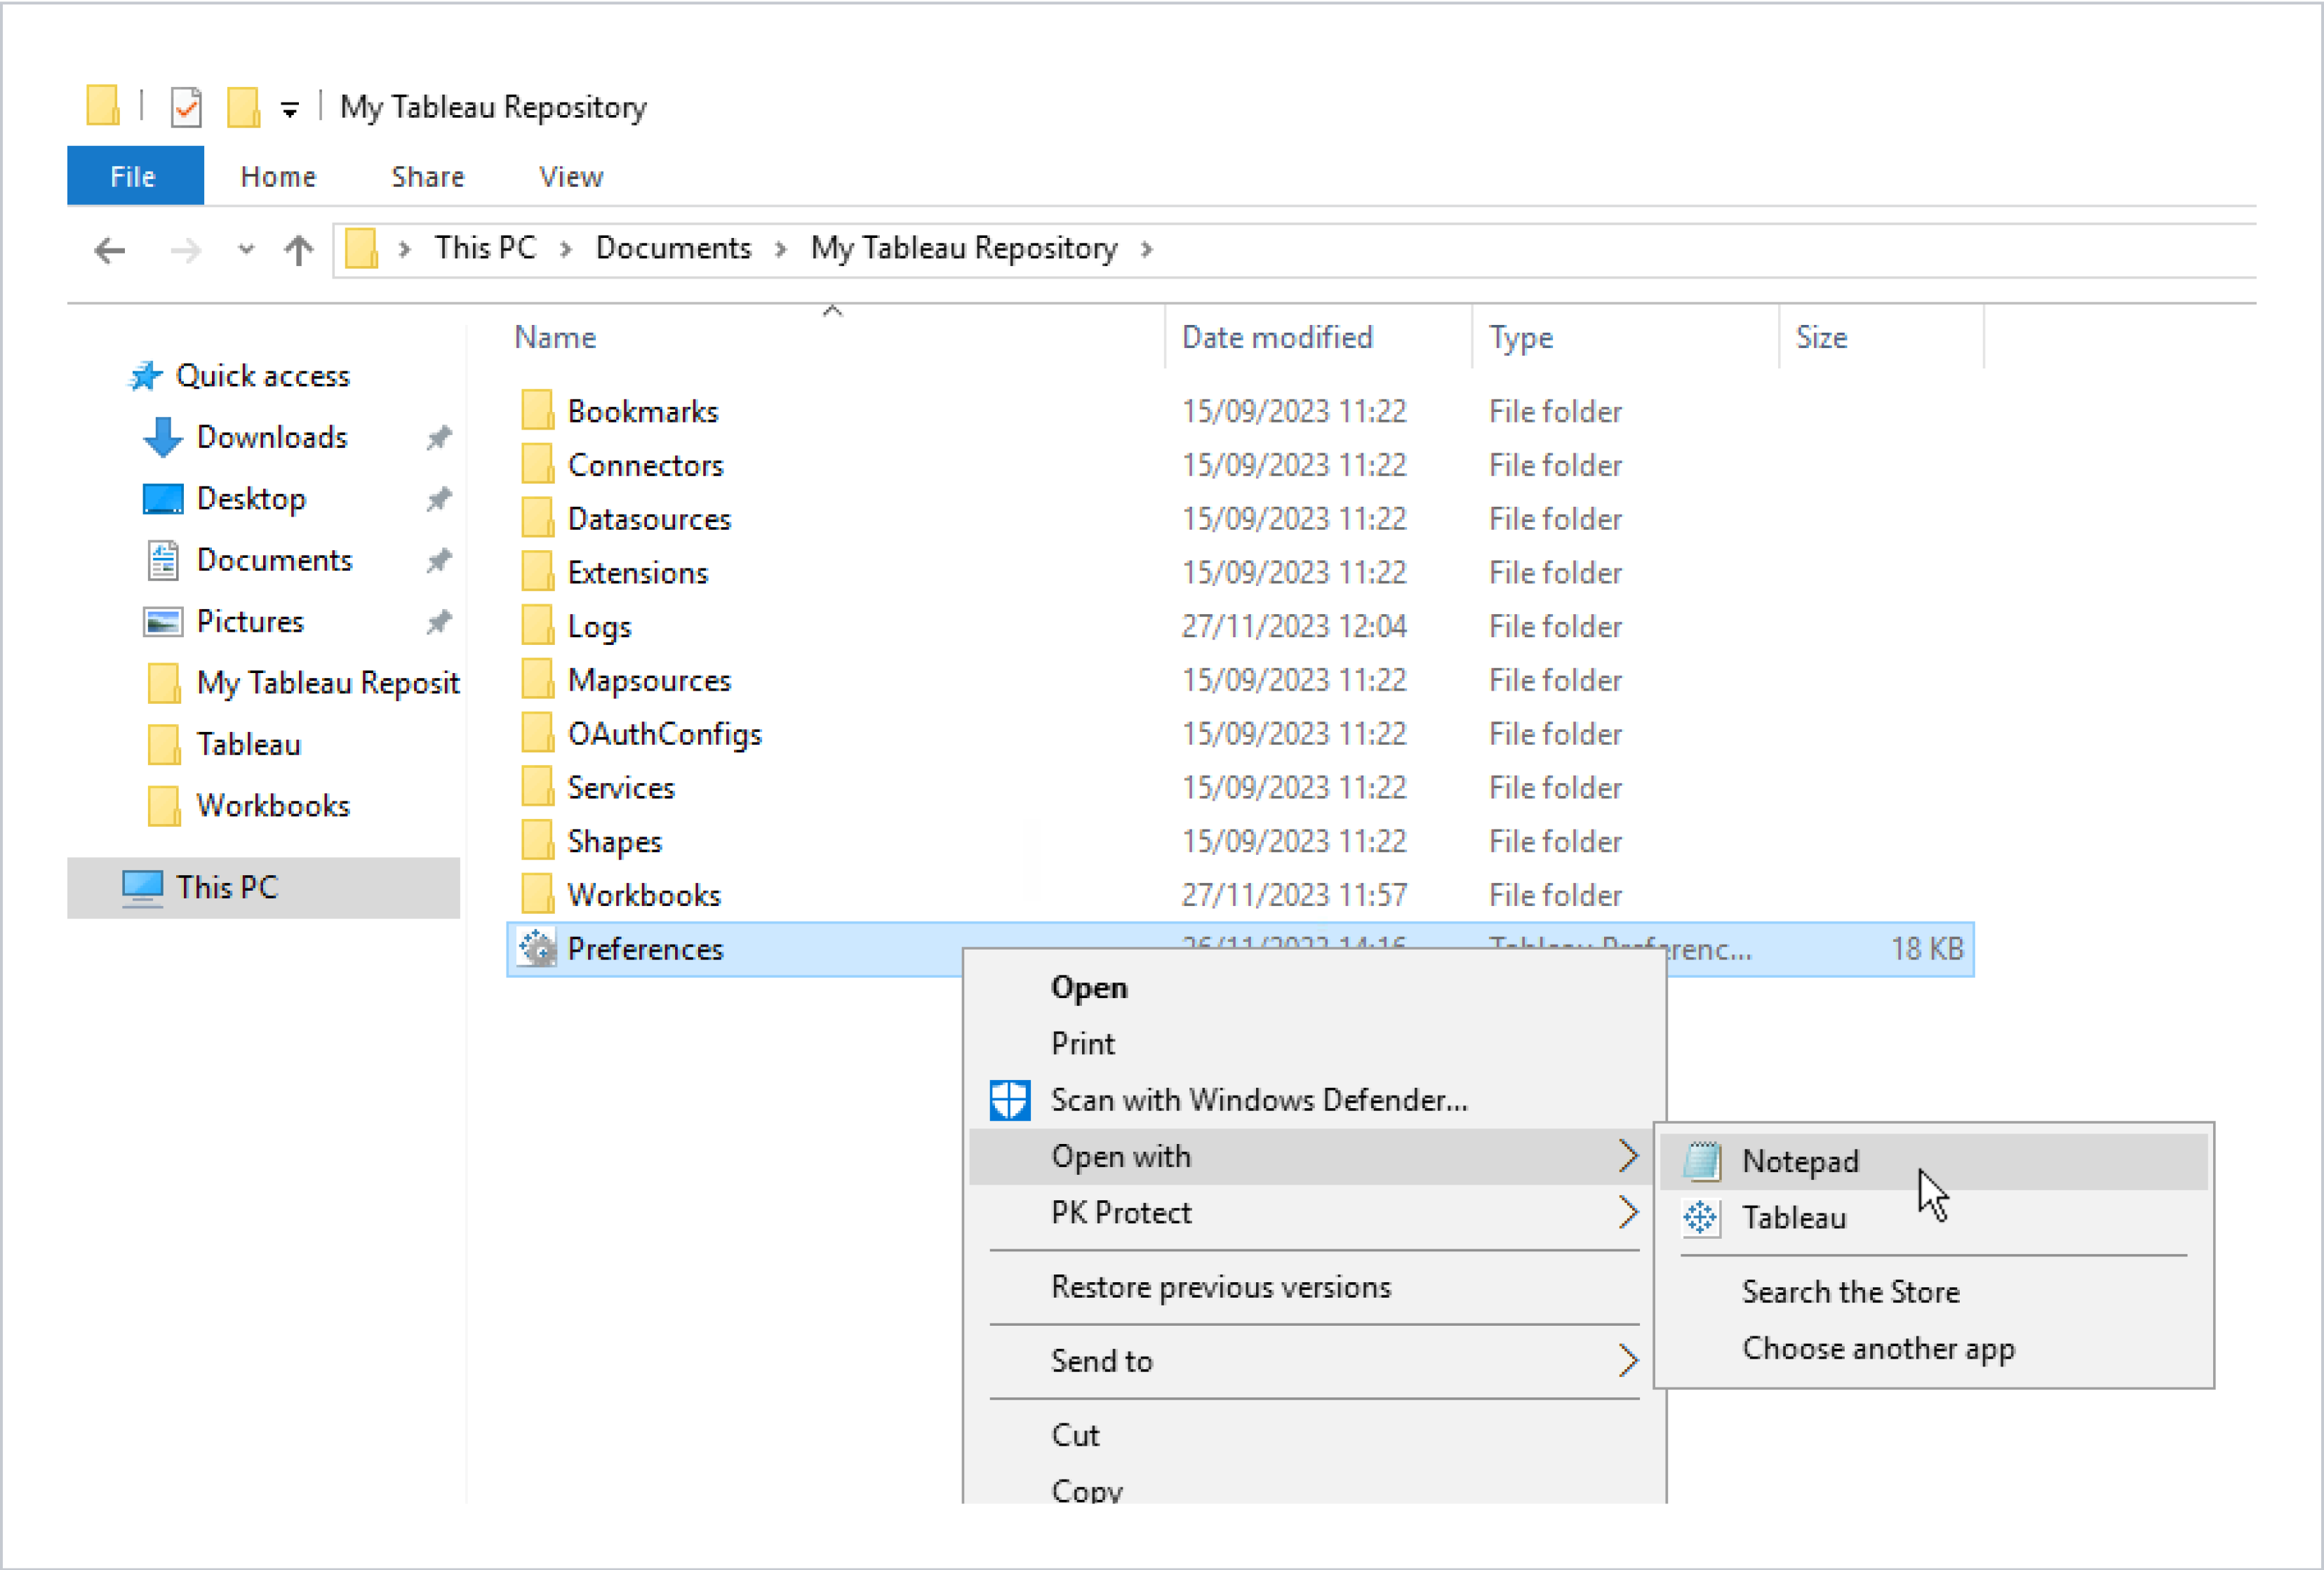 My Tableau Repository
File Home Share View
This PC Documents My Tableau Repository
Name Date modified Type Size
Quick access
Downloads
Desktop
Documents
Pictures
My Tableau Reposit
Tableau
Workbooks
This PC
Bookmarks 15/09/2023 11:22 File folder
Connectors 15/09/2023 11:22 File folder
Datasources 15/09/2023 11:22 File folder
Extensions 15/09/2023 11:22 File folder
Logs 27/11/2023 12:04 File folder
Mapsources 15/09/2023 11:22 File folder
OAuthConfigs 15/09/2023 11:22 File folder
Services 15/09/2023 11:22 File folder
Shapes 15/09/2023 11:22 File folder
Workbooks 27/11/2023 11:57 File folder
Preferences Tableau Preferenc... 18 KB
Open
Print
Scan with Windows Defender...
Open with
PK Protect
Restore previous versions
Send to
Cut
Copy
Notepad
Tableau
Search the Store
Choose another app